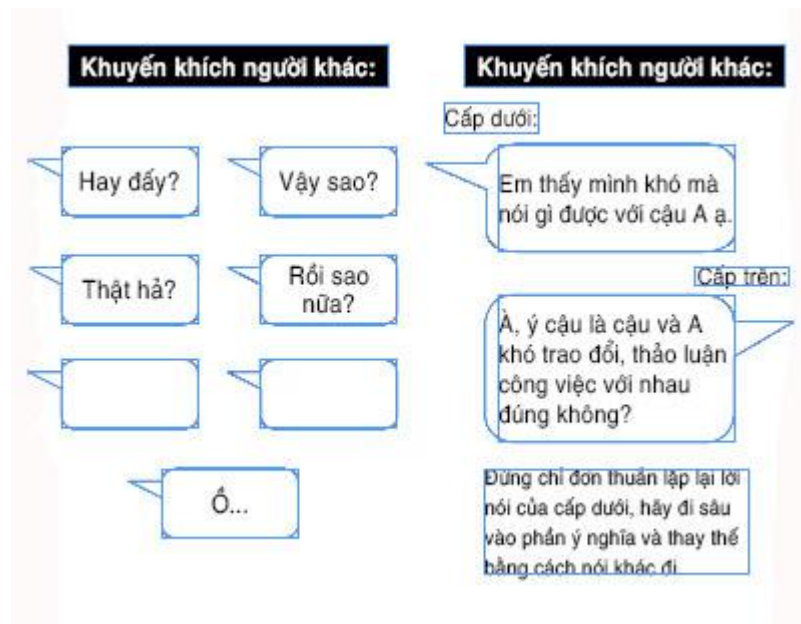 Khuyến khích người khác:
Hay đấy?
Vậy sao?
Thật hả?
Rồi sao
nữa?
Ồ...
Khuyến khích người khác:
Cấp dưới:
Em thấy mình khó mà
nói gì được với cậu A ạ.
Cấp trên:
À, ý cậu là cậu và A
khó trao đổi, thảo luận
công việc với nhau
đúng không?
Đừng chỉ đơn thuần lặp lại lời
nói của cấp dưới, hãy đi sâu
vào phần ý nghĩa và thay thế
bằng cách nói khác đi